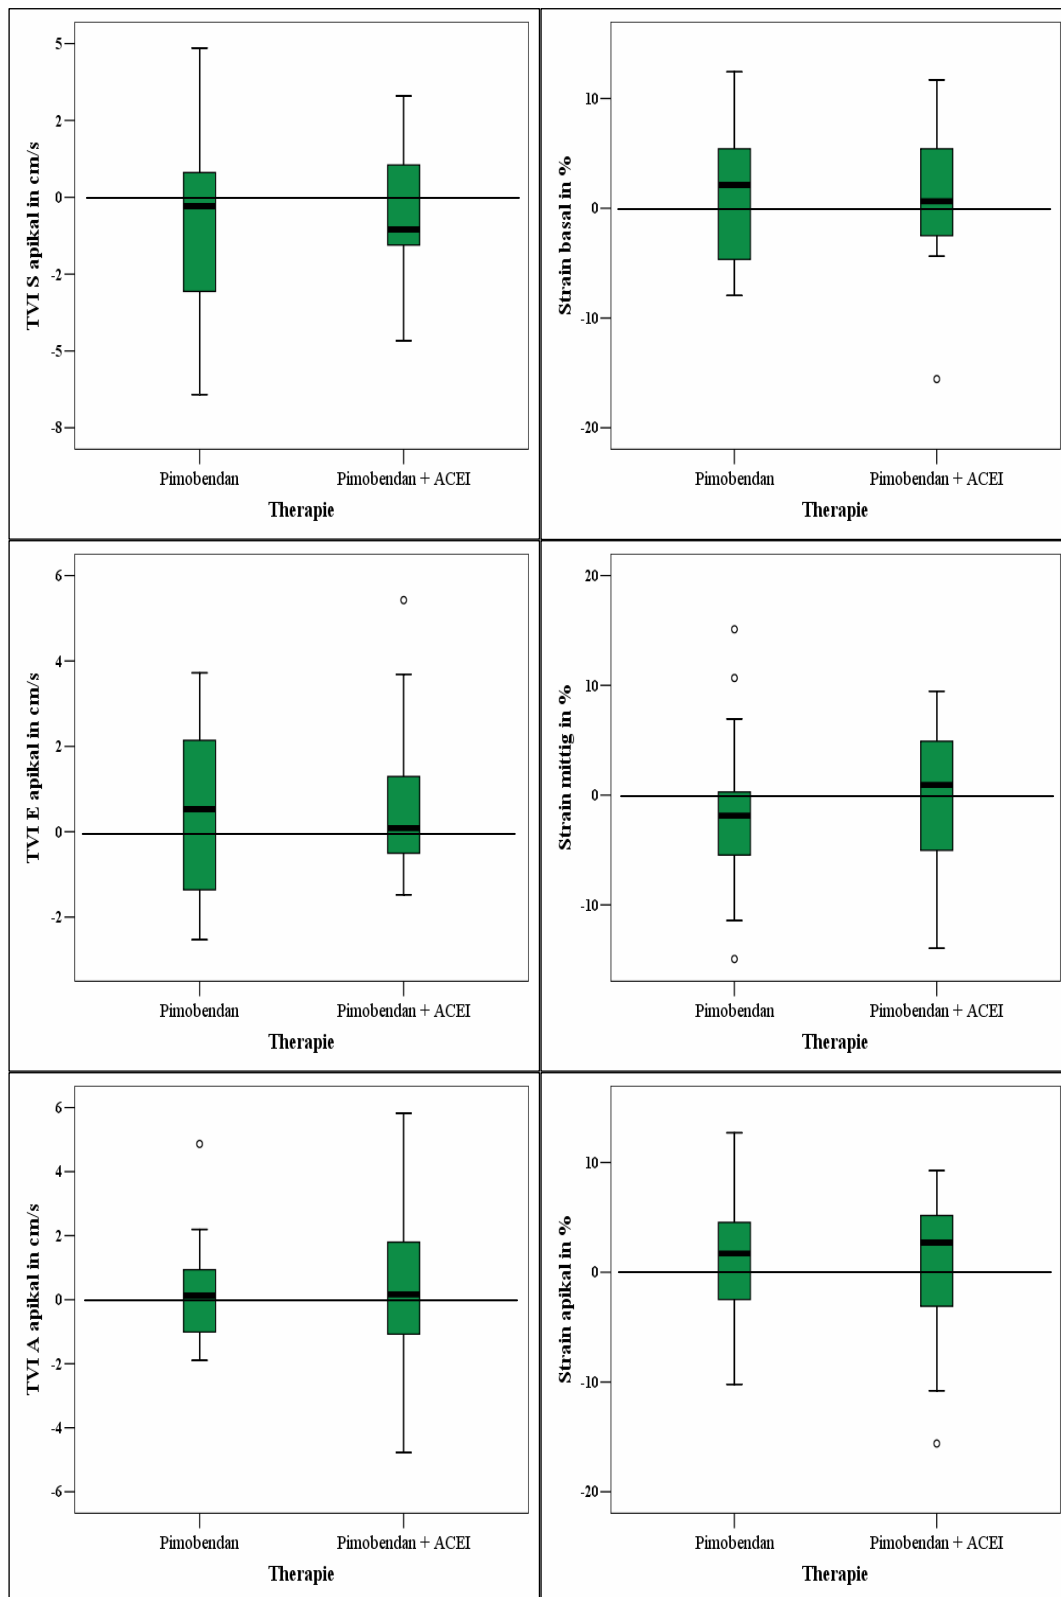 TVI S apikal in cm/s
5
2
0
-2
-5
-8
Pimobendan
Pimobendan + ACEI
Therapie
Strain basal in %
10
0
-10
-20
Pimobendan
Pimobendan + ACEI
Therapie
TVI E apikal in cm/s
6
4
2
0
-2
Pimobendan
Pimobendan + ACEI
Therapie
Strain mittig in %
20
10
0
-10
Pimobendan
Pimobendan + ACEI
Therapie
TVI A apikal in cm/s
6
4
2
0
-2
-4
-6
Pimobendan
Pimobendan + ACEI
Therapie
Strain apikal in %
10
0
-10
-20
Pimobendan
Pimobendan + ACEI
Therapie